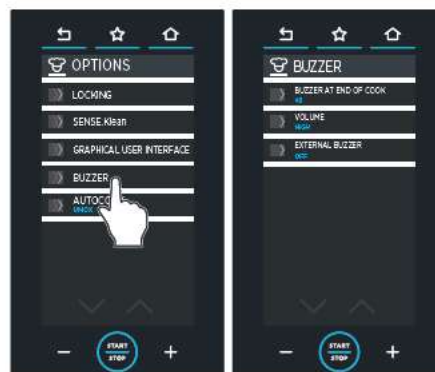 OPTIONS
LOCKING
SENSE.Klean
GRAPHICAL USER INTERFACE
BUZZER
UNOX
START
STOP
BUZZER
BUZZER AT END OF COOK
VOLUME
HIGH
EXTERNAL BUZZER
OFF
START
STOP